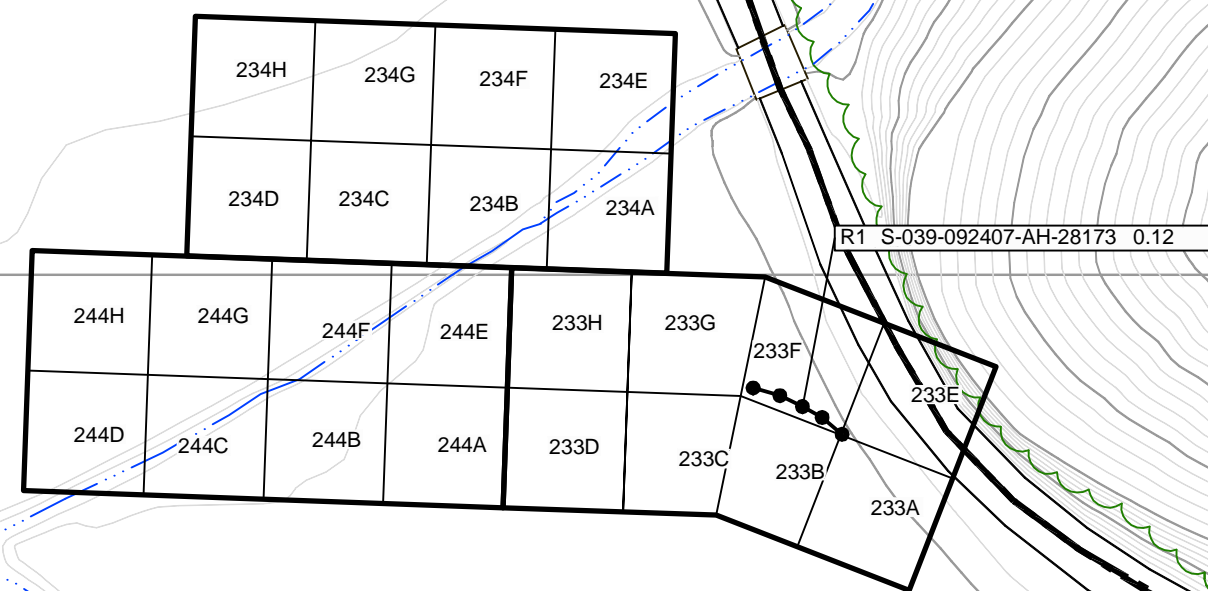 234H 234G 234F 234E
234D 234C 234B 234A
R1 S-039-092407-AH-28173 0.12
244H 244G 244F 244E 233H 233G 233F 233E
244D 244C 244B 244A 233D 233C 233B 233A